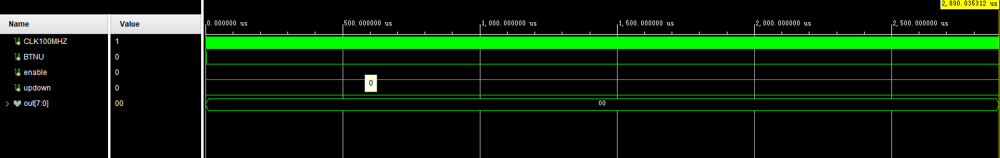 2,890.035312 us
Name Value
0.000000 us 500.000000 us 1,000.000000 us 1,500.000000 us 2,000.000000 us 2,500.000000 us
CLK100MHZ 1
BTNU 0
enable 0
updown 0
0
out[7:0] 00 00